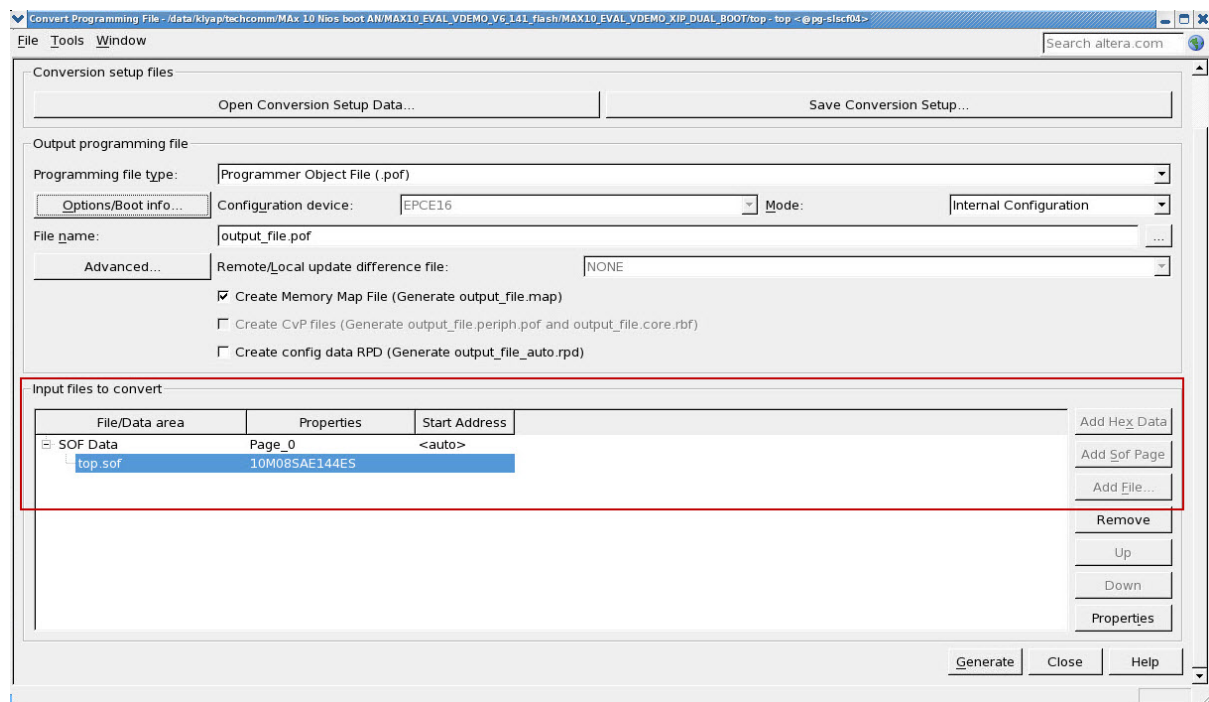 Convert Programming File - /data/klyap/techcomm/MAx 10 Nios boot AN/MAX10_EVAL_VDEMO_V6_141_flash/MAX10_EVAL_VDEMO_XIP_DUAL_BOOT/top - top <@pg-slscf04>
File Tools Window Search altera.com
Conversion setup files
Open Conversion Setup Data... Save Conversion Setup...
Output programming file
Programming file type: Programmer Object File (.pof)
Options/Boot info... Configuration device: EPCE16 Mode: Internal Configuration
File name: output_file.pof ...
Advanced... Remote/Local update difference file: NONE
Create Memory Map File (Generate output_file.map)
Create CvP files (Generate output_file.periph.pof and output_file.core.rbf)
Create config data RPD (Generate output_file_auto.rpd)
Input files to convert
File/Data area Properties Start Address Add Hex Data
SOF Data Page_0 <auto>
Add Sof Page
top.sof 10M08SAE144ES
Add File...
Remove
Up
Down
Properties
Generate Close Help